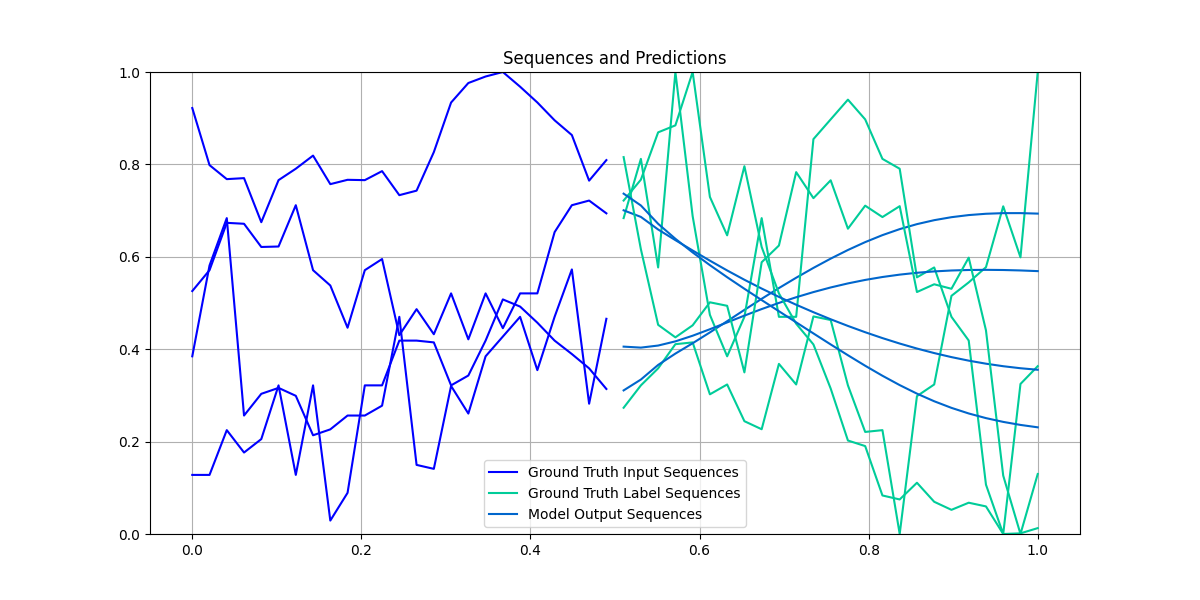 Sequences and Predictions
1.0
0.8
0.6
0.4
0.2
0.0
0.0 0.2 0.4 0.6 0.8 1.0
Ground Truth Input Sequences
Ground Truth Label Sequences
Model Output Sequences